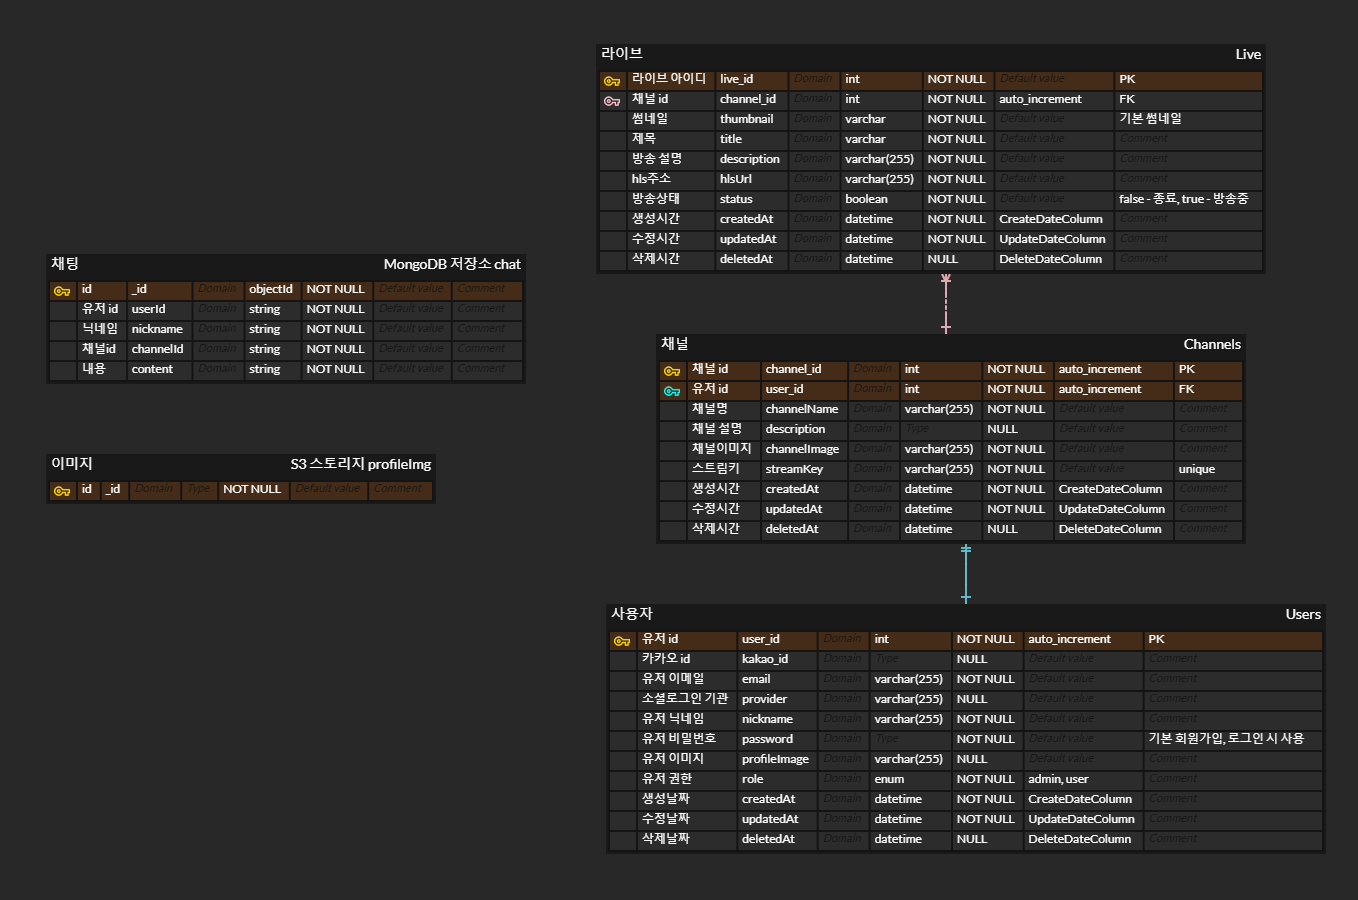 라이브 Live
라이브 아이디 live_id Domain int NOT NULL Default value PK
채널 id channel_id Domain int NOT NULL auto_increment FK
썸네일 thumbnail Domain varchar NOT NULL Default value 기본 썸네일
제목 title Domain varchar NOT NULL Default value Comment
방송 설명 description Domain varchar(255) NOT NULL Default value Comment
hls주소 hlsUrl Domain varchar(255) NOT NULL Default value Comment
방송상태 status Domain boolean NOT NULL Default value false - 종료, true - 방송중
생성시간 createdAt Domain datetime NOT NULL CreateDateColumn Comment
수정시간 updatedAt Domain datetime NOT NULL UpdateDateColumn Comment
삭제시간 deletedAt Domain datetime NULL DeleteDateColumn Comment
채팅 MongoDB 저장소 chat
id _id Domain objectId NOT NULL Default value Comment
유저 id userId Domain string NOT NULL Default value Comment
닉네임 nickname Domain string NOT NULL Default value Comment
채널id channelId Domain string NOT NULL Default value Comment
내용 content Domain string NOT NULL Default value Comment
채널 Channels
채널 id channel_id Domain int NOT NULL auto_increment PK
유저 id user_id Domain int NOT NULL auto_increment FK
채널명 channelName Domain varchar(255) NOT NULL Default value Comment
채널 설명 description Domain Type NULL Default value Comment
채널이미지 channelImage Domain varchar(255) NOT NULL Default value Comment
스트림키 streamKey Domain varchar(255) NOT NULL Default value unique
생성시간 createdAt Domain datetime NOT NULL CreateDateColumn Comment
수정시간 updatedAt Domain datetime NOT NULL UpdateDateColumn Comment
삭제시간 deletedAt Domain datetime NULL DeleteDateColumn Comment
이미지 S3 스토리지 profileImg
id _id Domain Type NOT NULL Default value Comment
사용자 Users
유저 id user_id Domain int NOT NULL auto_increment PK
카카오 id kakao_id Domain Type NULL Default value Comment
유저 이메일 email Domain varchar(255) NOT NULL Default value Comment
소셜로그인 기관 provider Domain varchar(255) NULL Default value Comment
유저 닉네임 nickname Domain varchar(255) NOT NULL Default value Comment
유저 비밀번호 password Domain Type NOT NULL Default value 기본 회원가입, 로그인 시 사용
유저 이미지 profileImage Domain varchar(255) NULL Default value Comment
유저 권한 role Domain enum NOT NULL admin, user Comment
생성날짜 createdAt Domain datetime NOT NULL CreateDateColumn Comment
수정날짜 updatedAt Domain datetime NOT NULL UpdateDateColumn Comment
삭제날짜 deletedAt Domain datetime NULL DeleteDateColumn Comment